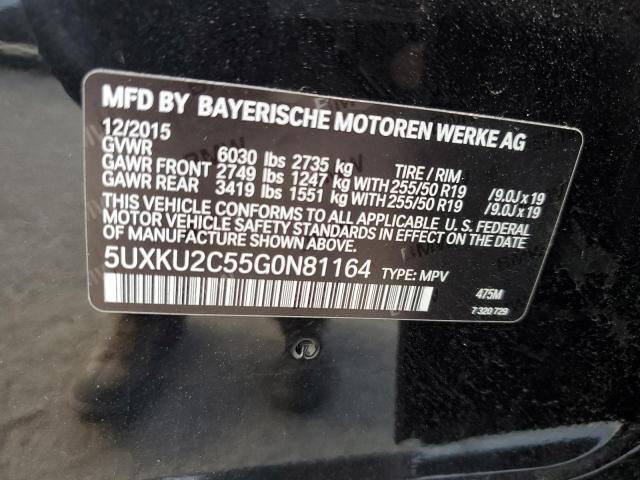 MFD BY BAYERISCHE MOTOREN WERKE AG
12/2015
GVWR 6030 lbs 2735 kg TIRE / RIM
GAWR FRONT 2749 lbs 1247 kg WITH 255/50 R19 /9.0J x 19
GAWR REAR 3419 lbs 1551 kg WITH 255/50 R19 /9.0J x 19
THIS VEHICLE CONFORMS TO ALL APPLICABLE U. S. FEDERAL
MOTOR VEHICLE SAFETY STANDARDS IN EFFECT ON THE DATE OF
MANUFACTURE SHOWN ABOVE.
5UXKU2C55G0N81164 TYPE: MPV
475M
7 320 729